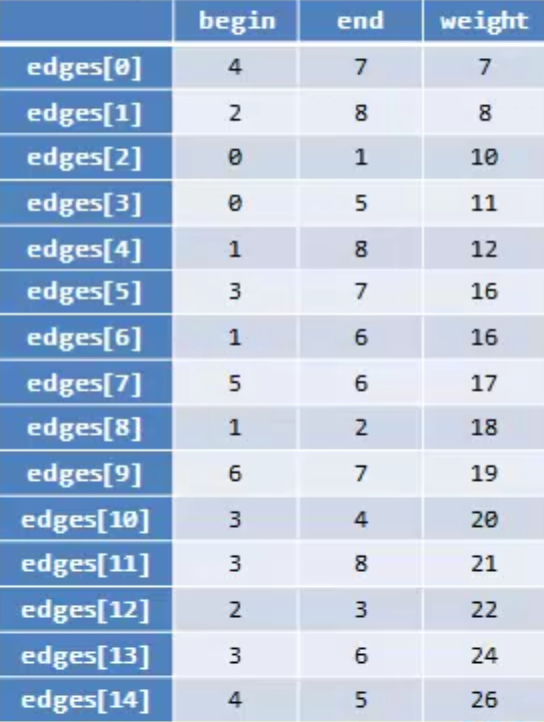 begin end weight
edges[0] 4 7 7
edges[1] 2 8 8
edges[2] 0 1 10
edges[3] 0 5 11
edges[4] 1 8 12
edges[5] 3 7 16
edges[6] 1 6 16
edges[7] 5 6 17
edges[8] 1 2 18
edges[9] 6 7 19
edges[10] 3 4 20
edges[11] 3 8 21
edges[12] 2 3 22
edges[13] 3 6 24
edges[14] 4 5 26